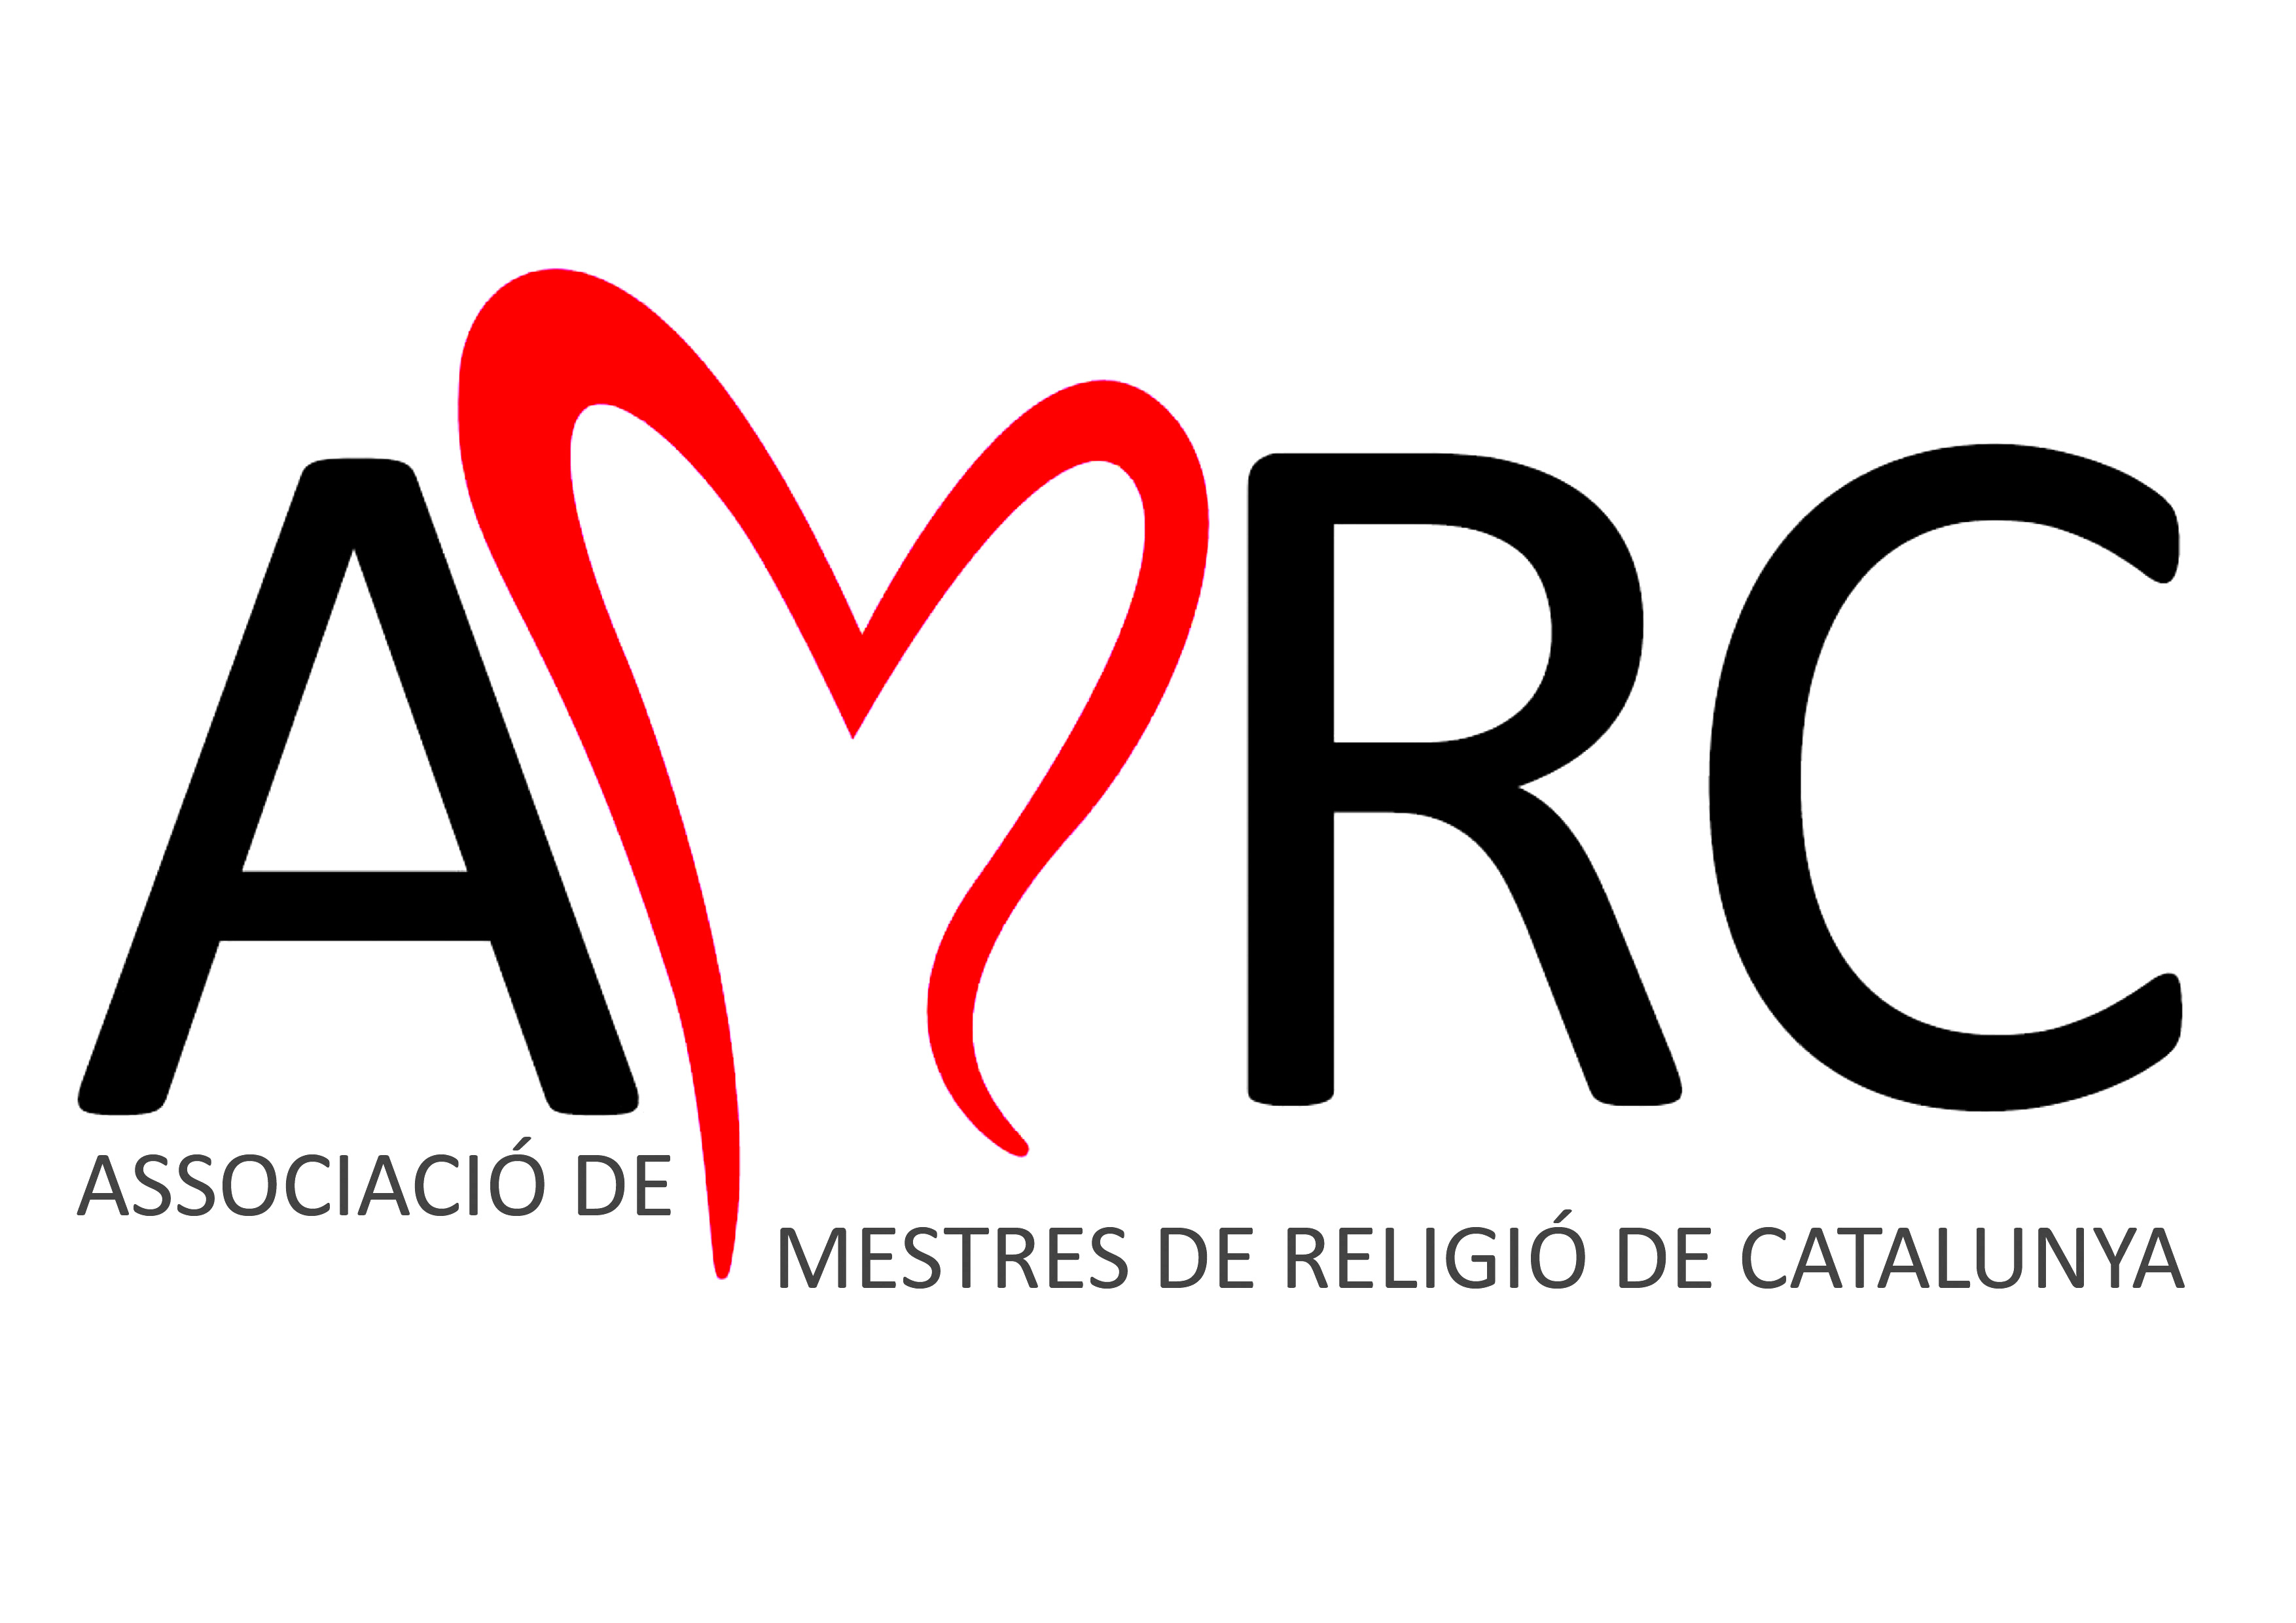 AMRC
ASSOCIACIÓ DE
MESTRES DE RELIGIÓ DE CATALUNYA